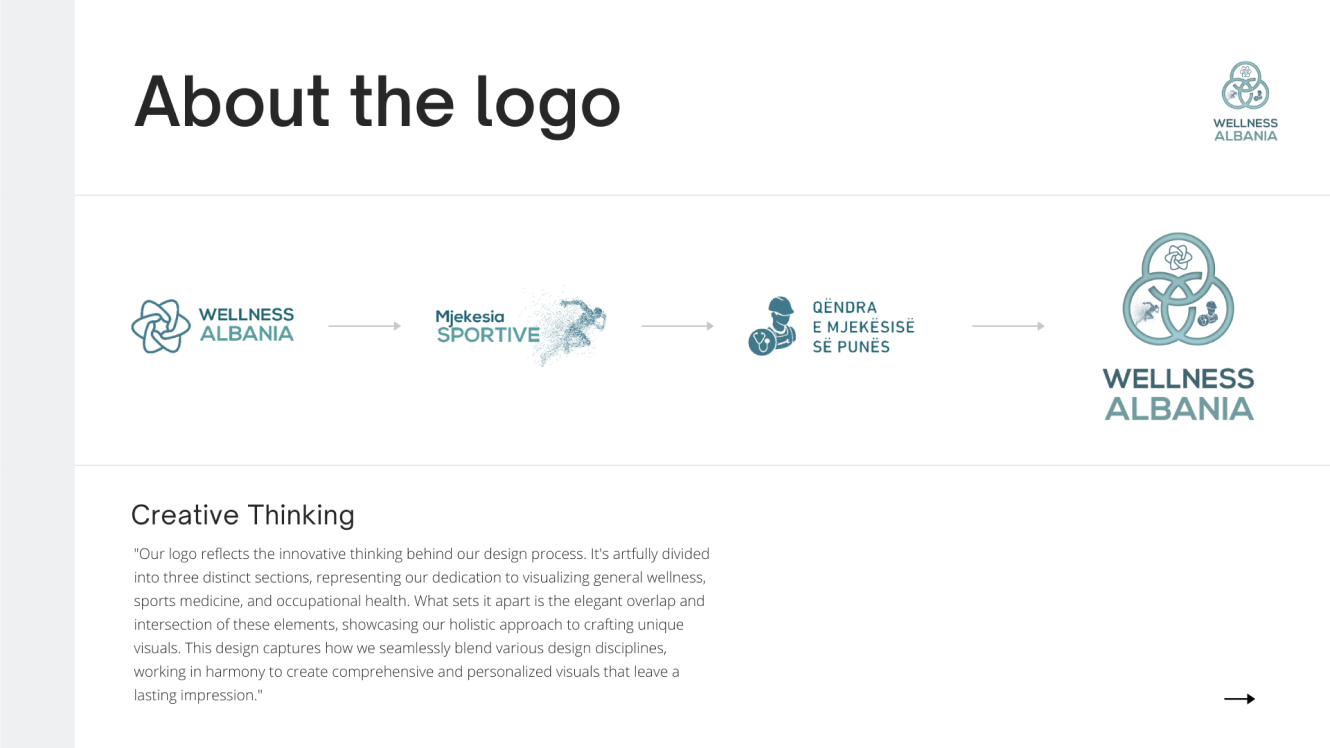 About the logo
WELLNESS
ALBANIA
WELLNESS
ALBANIA
Mjekesia
SPORTIVE
QËNDRA
E MJEKËSISË
SË PUNËS
WELLNESS
ALBANIA
Creative Thinking
"Our logo reflects the innovative thinking behind our design process. It's artfully divided
into three distinct sections, representing our dedication to visualizing general wellness,
sports medicine, and occupational health. What sets it apart is the elegant overlap and
intersection of these elements, showcasing our holistic approach to crafting unique
visuals. This design captures how we seamlessly blend various design disciplines,
working in harmony to create comprehensive and personalized visuals that leave a
lasting impression."